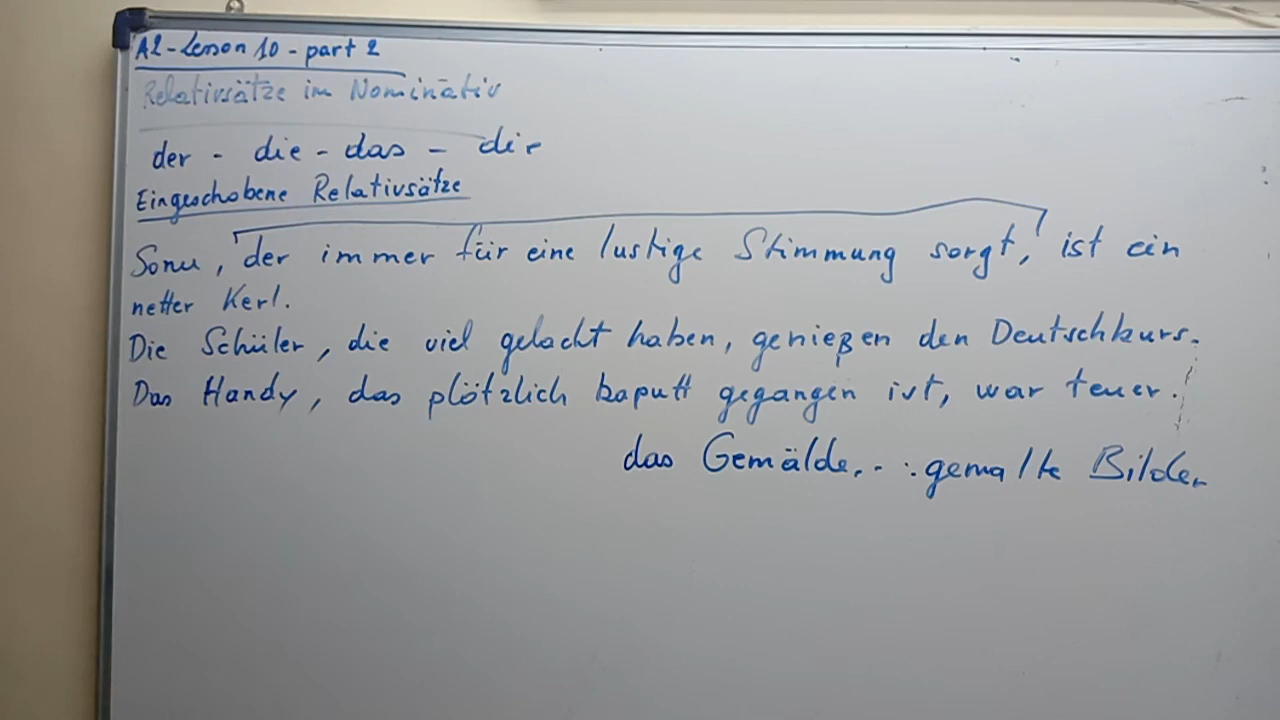 A2-Lesson 10 - part 2
Relativsätze im Nominativ
der - die - das - die
Eingeschobene Relativsätze
Sonu, der immer für eine lustige Stimmung sorgt, ist ein
netter Kerl.
Die Schüler, die viel gelacht haben, genießen den Deutschkurs.
Das Handy, das plötzlich kaputt gegangen ist, war teuer.
das Gemälde, - : gemalte Bilder